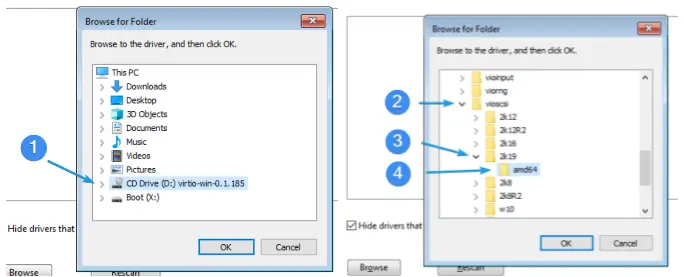 Browse for Folder
Browse to the driver, and then click OK.
This PC
Downloads
Desktop
3D Objects
Documents
Music
Videos
Pictures
CD Drive (D:) virtio-win-0.1.185
Boot (X:)
OK Cancel
1
Hide drivers that
Browse Rescan
Browse for Folder
Browse to the driver, and then click OK.
vioinput
viorng
2 vioscsi
2k12
2k12R2
2k16
3 2k19
4 amd64
2k8
2k8R2
w10
OK Cancel
Hide drivers that
Browse Rescan